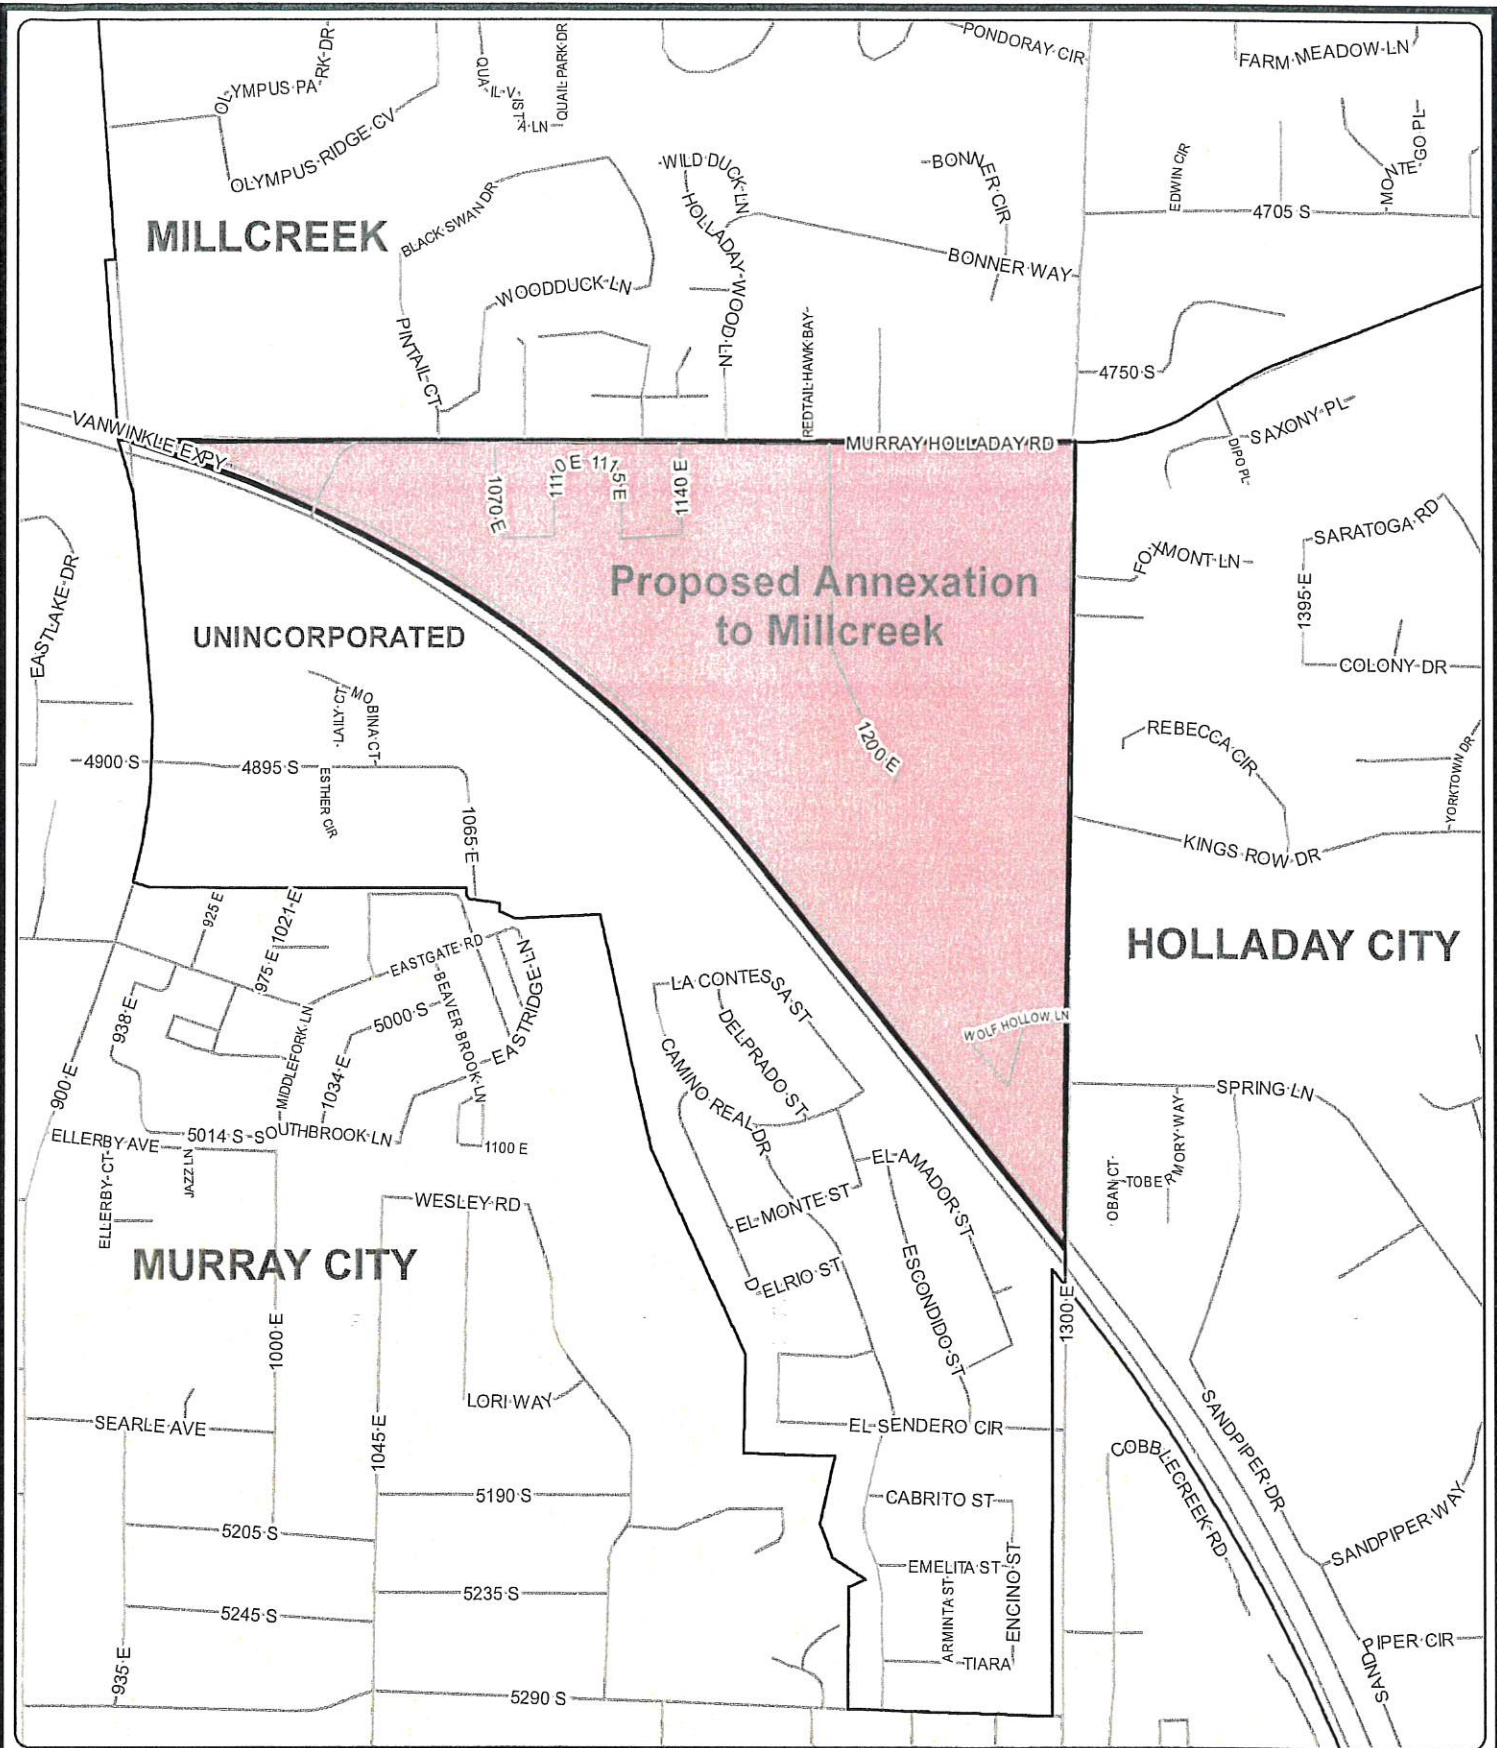 PONDORAY CIR
FARM MEADOW LN
OLYMPUS PARK DR
QUAIL VISTA LN
QUAIL PARK DR
OLYMPUS RIDGE CV
WILD DUCK LN
BONNER CIR
EDWIN CIR
MONTEGO PL
4705 S
MILLCREEK
BLACK SWAN DR
HOLLADAY WOOD LN
BONNER WAY
WOODDUCK LN
PINTAIL CT
REDTAIL HAWK BAY
4750 S
VANWINKLE EXPY
MURRAY HOLLADAY RD
SAXONY PL
DIPO PL
1070 E
1110 E
1115 E
1140 E
SARATOGA RD
FOXMONT LN
1395 E
COLONY DR
Proposed Annexation
to Millcreek
EASTLAKE DR
UNINCORPORATED
LAILY CT
MOBINA CT
1200 E
REBECCA CIR
YORKTOWN DR
4900 S
4895 S
ESTHER CIR
1065 E
KINGS ROW DR
925 E
1021 E
975 E
EASTGATE RD
EASTRIDGE LN
HOLLADAY CITY
LA CONTESSA ST
938 E
MIDDLEFORK LN
5000 S
BEAVER BROOK LN
1034 E
DELPRADO ST
CAMINO REAL DR
WOLF HOLLOW LN
900 E
SPRING LN
ELLERBY AVE
5014 S
SOUTHBROOK LN
1100 E
ELLERBY CT
JAZZ LN
EL AMADOR ST
OBAN CT
TOBERMORY WAY
WESLEY RD
EL MONTE ST
MURRAY CITY
DELRIO ST
ESCONDIDO ST
1300 E
1000 E
LORI WAY
SEARLE AVE
1045 E
EL SENDERO CIR
SANDPIPER DR
COBBLECREEK RD
5190 S
CABRITO ST
5205 S
SANDPIPER WAY
EMELITA ST
5235 S
ARMINTA ST
ENCINO ST
5245 S
935 E
TIARA
SANDPIPER CIR
5290 S